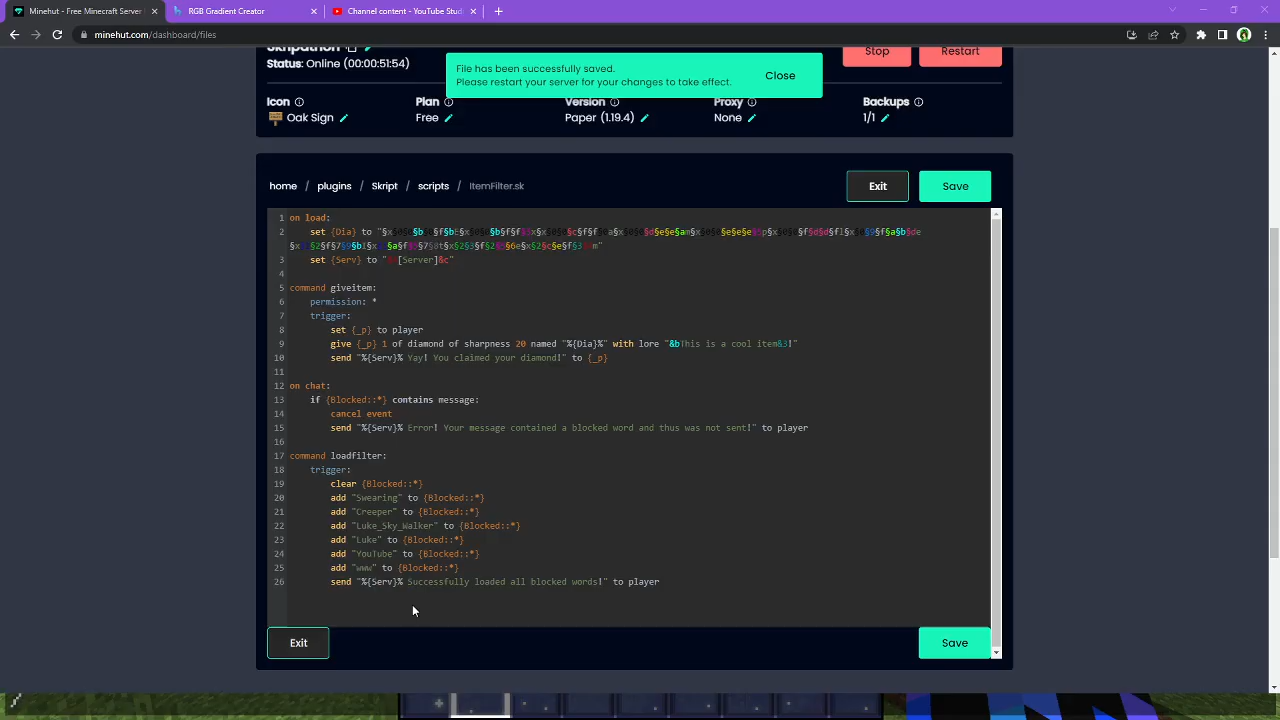 Minehut - Free Minecraft Server
RGB Gradient Creator
Channel content - YouTube Stud
minehut.com/dashboard/files
Status: Online (00:00:51:54)
File has been successfully saved.
Please restart your server for your changes to take effect.
Close
Stop
Restart
Icon
Plan
Version
Proxy
Backups
Oak Sign
Free
Paper (1.19.4)
None
1/1
home / plugins / Skript / scripts / ItemFilter.sk
Exit
Save
1 on load:
2 set {Dia} to "
3 set {Serv} to " [Server]&c"
4
5 command giveitem:
6 permission: *
7 trigger:
8 set {_p} to player
9 give {_p} 1 of diamond of sharpness 20 named "%{Dia}%" with lore "&bThis is a cool item&3!"
10 send "%{Serv}% Yay! You claimed your diamond!" to {_p}
11
12 on chat:
13 if {Blocked::*} contains message:
14 cancel event
15 send "%{Serv}% Error! Your message contained a blocked word and thus was not sent!" to player
16
17 command loadfilter:
18 trigger:
19 clear {Blocked::*}
20 add "Swearing" to {Blocked::*}
21 add "Creeper" to {Blocked::*}
22 add "Luke_Sky_Walker" to {Blocked::*}
23 add "Luke" to {Blocked::*}
24 add "YouTube" to {Blocked::*}
25 add "www" to {Blocked::*}
26 send "%{Serv}% Successfully loaded all blocked words!" to player
Exit
Save